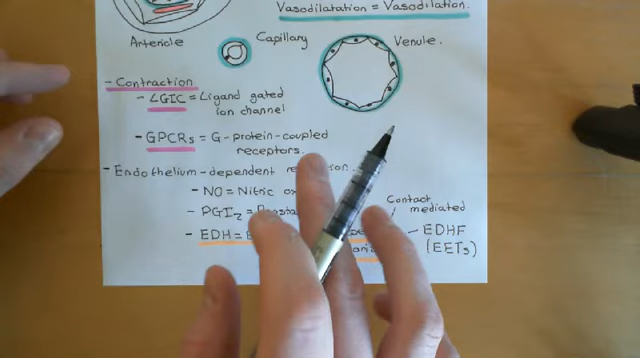 Vasodilatation = Vasodilation.
Arteriole
Capillary
Venule.
- Contraction
- LGIC = Ligand gated
ion channel
- GPCRs = G-protein-coupled
receptors.
- Endothelium-dependent
- NO = Nitric
- PGI2 =
- EDH =
Contact
mediated
- EDHF
(EETs)